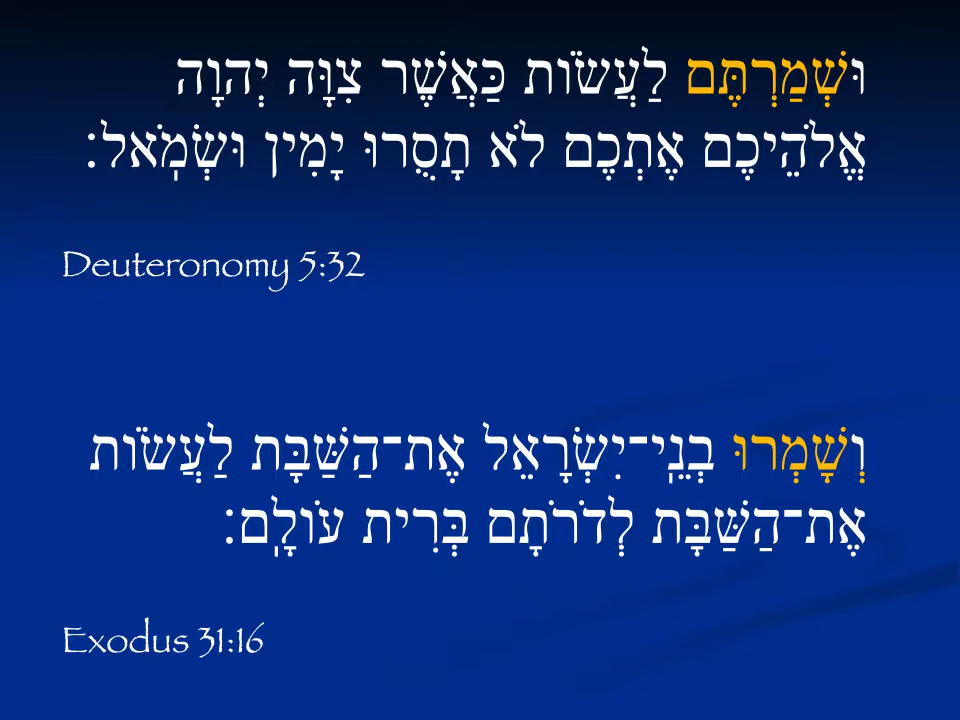 וּשְׁמַרְתֶּם לַעֲשׂוֹת כַּאֲשֶׁר צִוָּה יְהוָה
אֱלֹהֵיכֶם אֶתְכֶם לֹא תָסֻרוּ יָמִין וּשְׂמֹֽאל׃
Deuteronomy 5:32
וְשָׁמְרוּ בְנֵֽי־יִשְׂרָאֵל אֶת־הַשַּׁבָּת לַעֲשׂוֹת
אֶת־הַשַּׁבָּת לְדֹרֹתָם בְּרִית עוֹלָֽם׃
Exodus 31:16